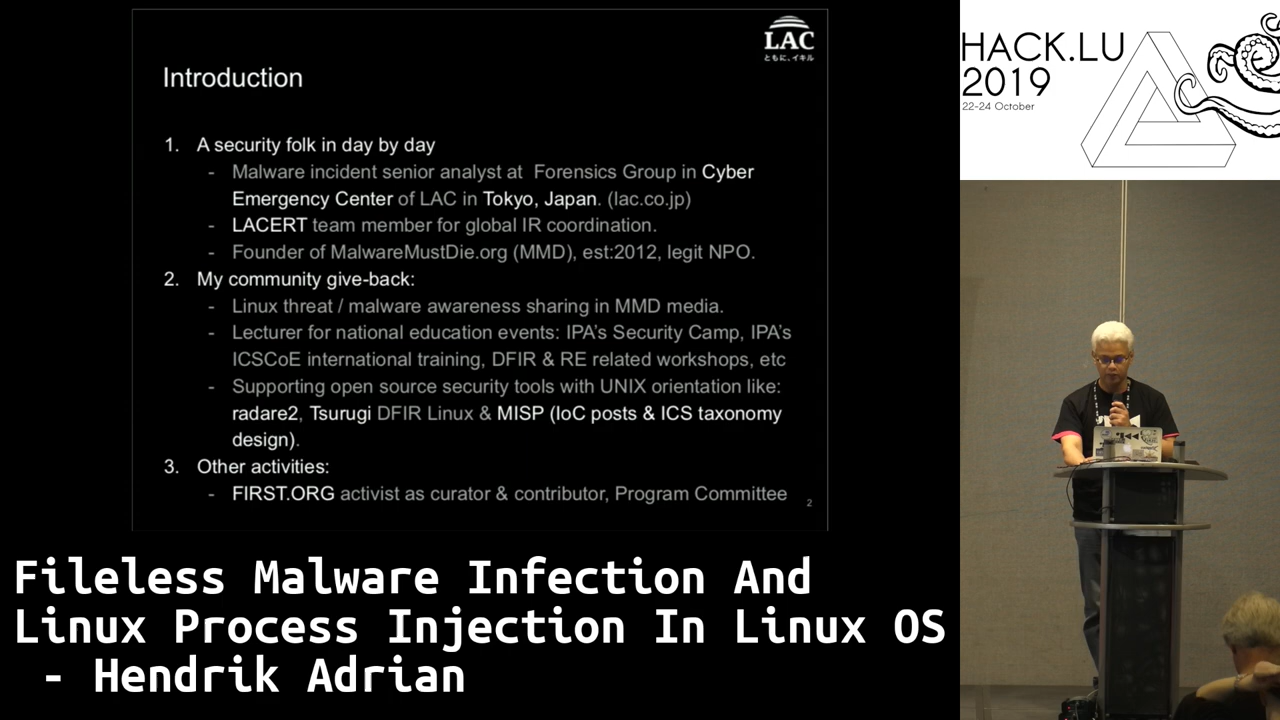 LAC
ともに、イキル
Introduction
1. A security folk in day by day
- Malware incident senior analyst at Forensics Group in Cyber
Emergency Center of LAC in Tokyo, Japan. (lac.co.jp)
- LACERT team member for global IR coordination.
- Founder of MalwareMustDie.org (MMD), est:2012, legit NPO.
2. My community give-back:
- Linux threat / malware awareness sharing in MMD media.
- Lecturer for national education events: IPA's Security Camp, IPA's
ICSCoE international training, DFIR & RE related workshops, etc
- Supporting open source security tools with UNIX orientation like:
radare2, Tsurugi DFIR Linux & MISP (IoC posts & ICS taxonomy
design).
3. Other activities:
- FIRST.ORG activist as curator & contributor, Program Committee
2
HACK.LU
2019
22-24 October
Fileless Malware Infection And
Linux Process Injection In Linux OS
- Hendrik Adrian